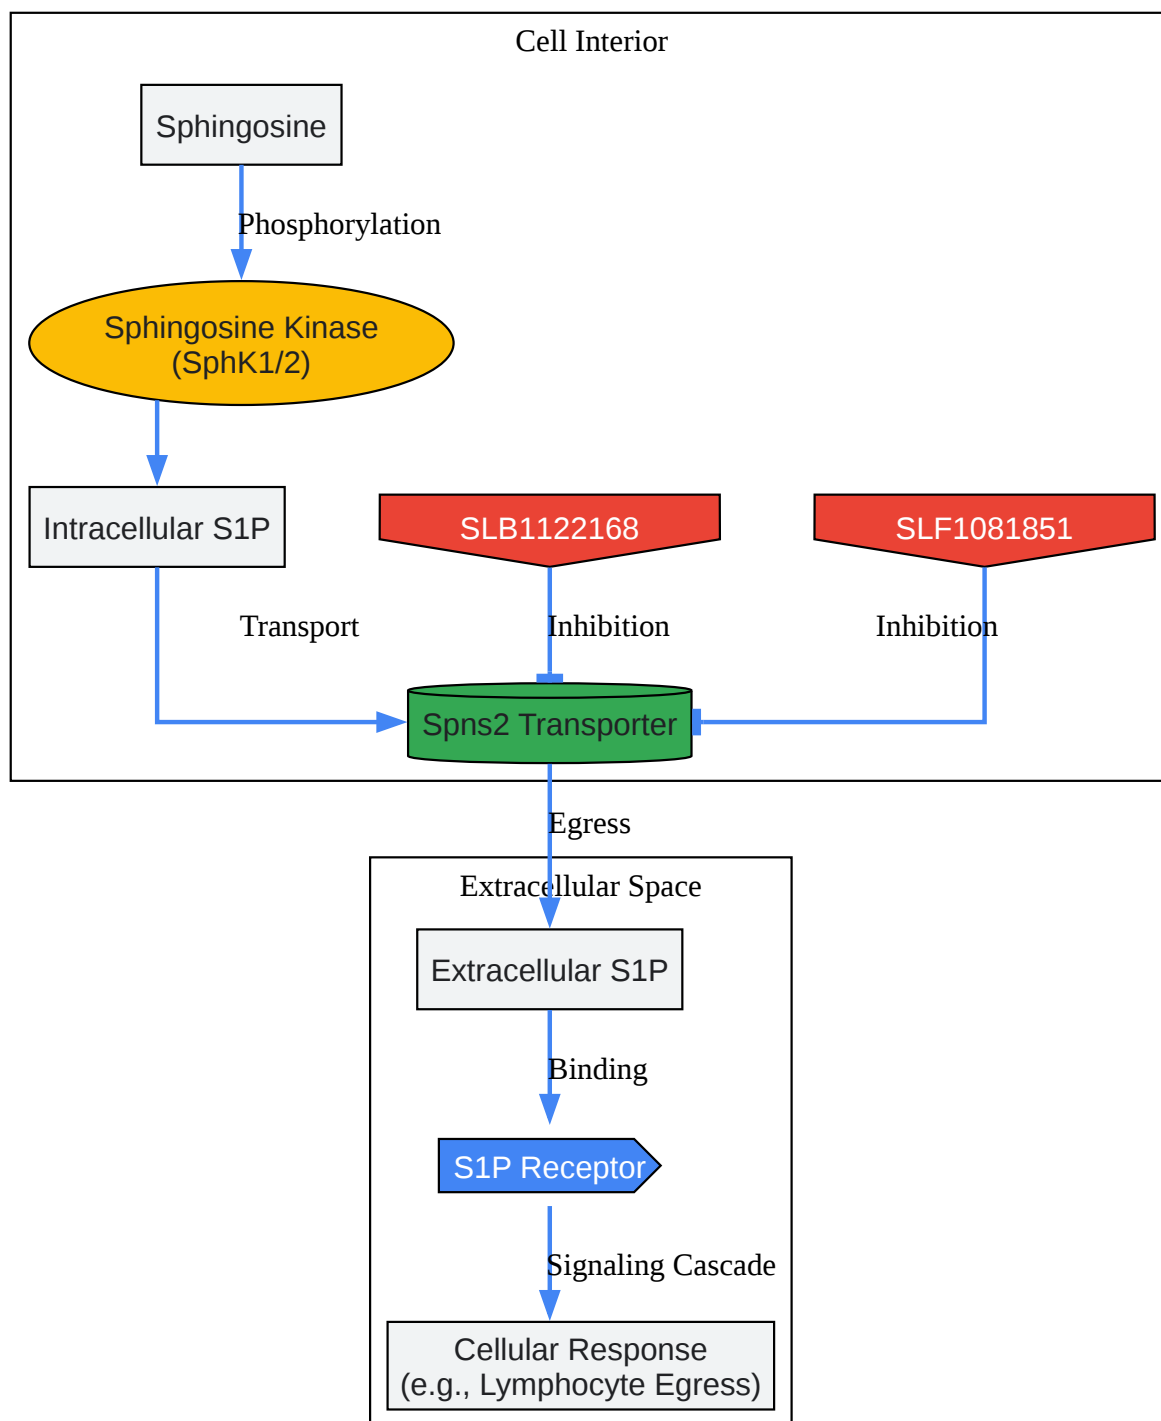 Cell Interior
Sphingosine
Phosphorylation
Sphingosine Kinase
(SphK1/2)
Intracellular S1P
SLB1122168
SLF1081851
Transport
Inhibition
Inhibition
Spns2 Transporter
Egress
Extracellular Space
Extracellular S1P
Binding
S1P Receptor
Signaling Cascade
Cellular Response
(e.g., Lymphocyte Egress)